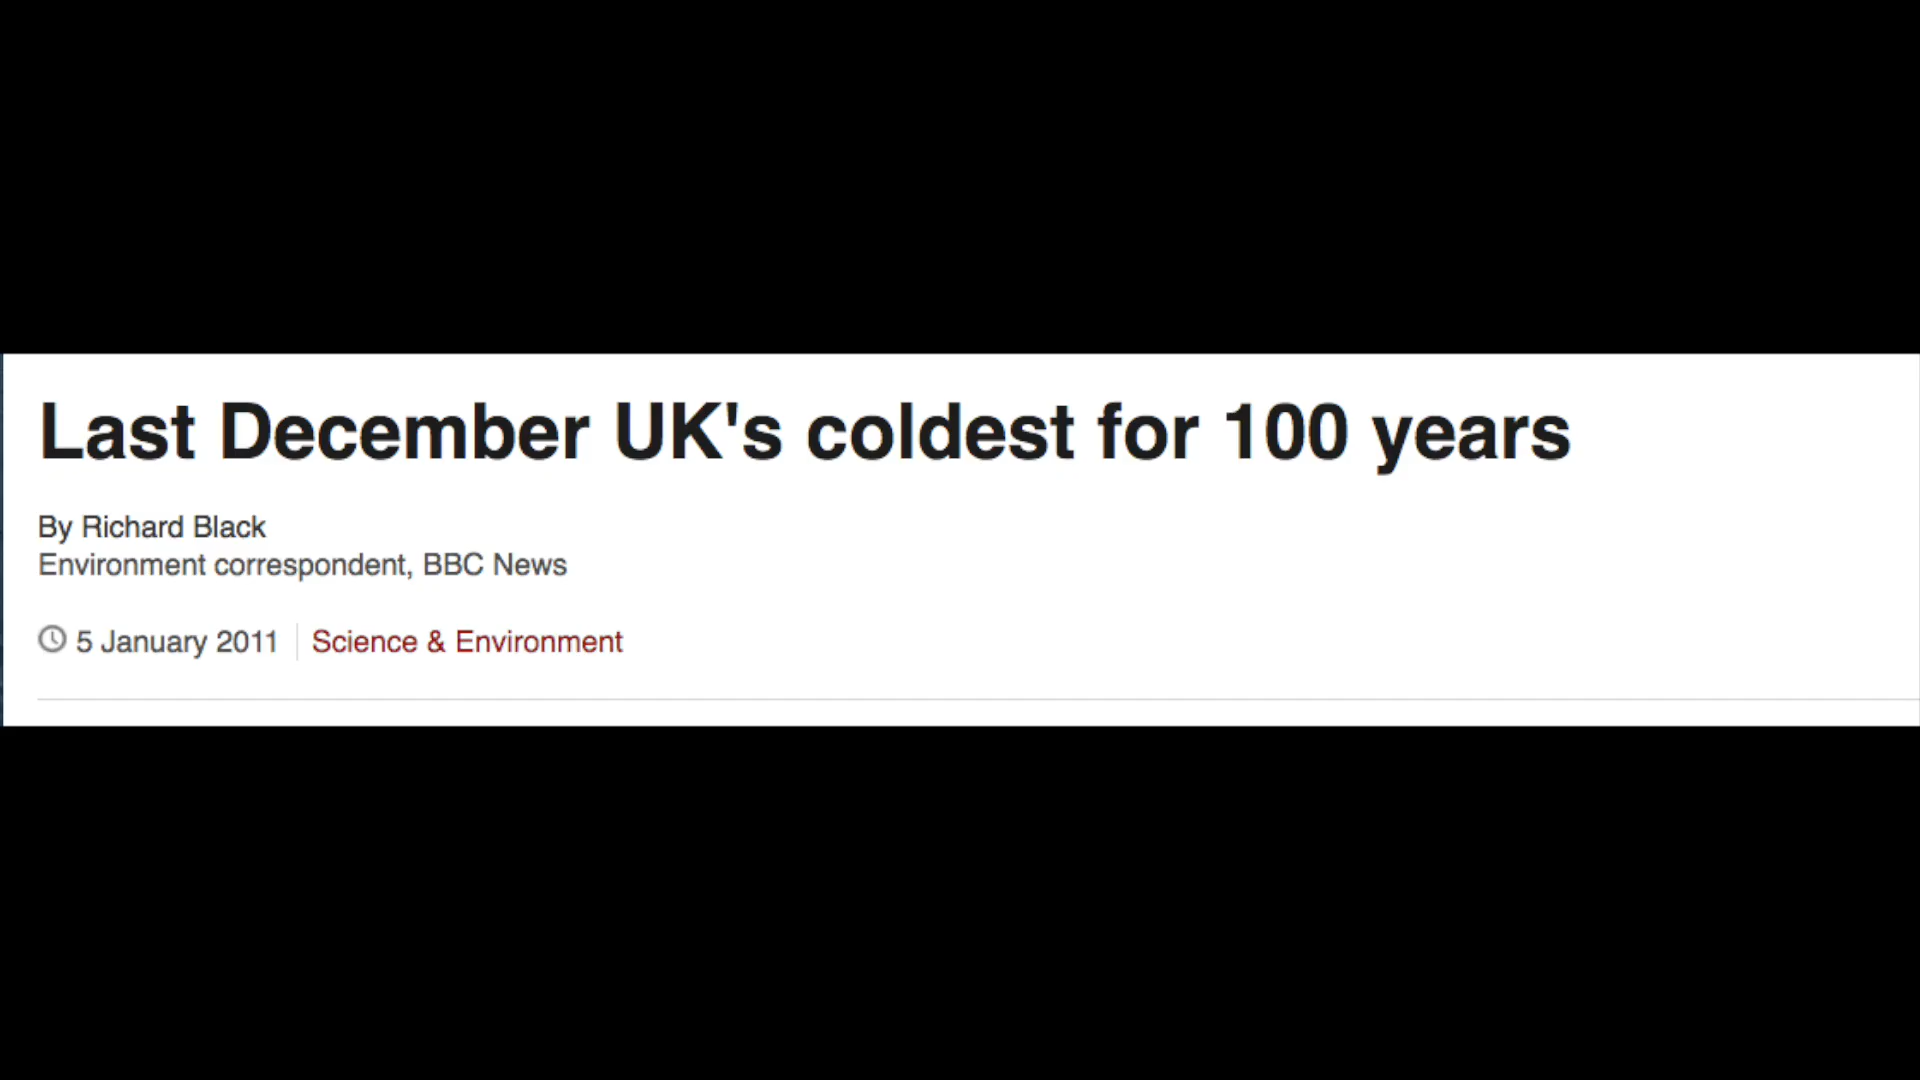 Last December UK's coldest for 100 years
By Richard Black
Environment correspondent, BBC News
5 January 2011 Science & Environment